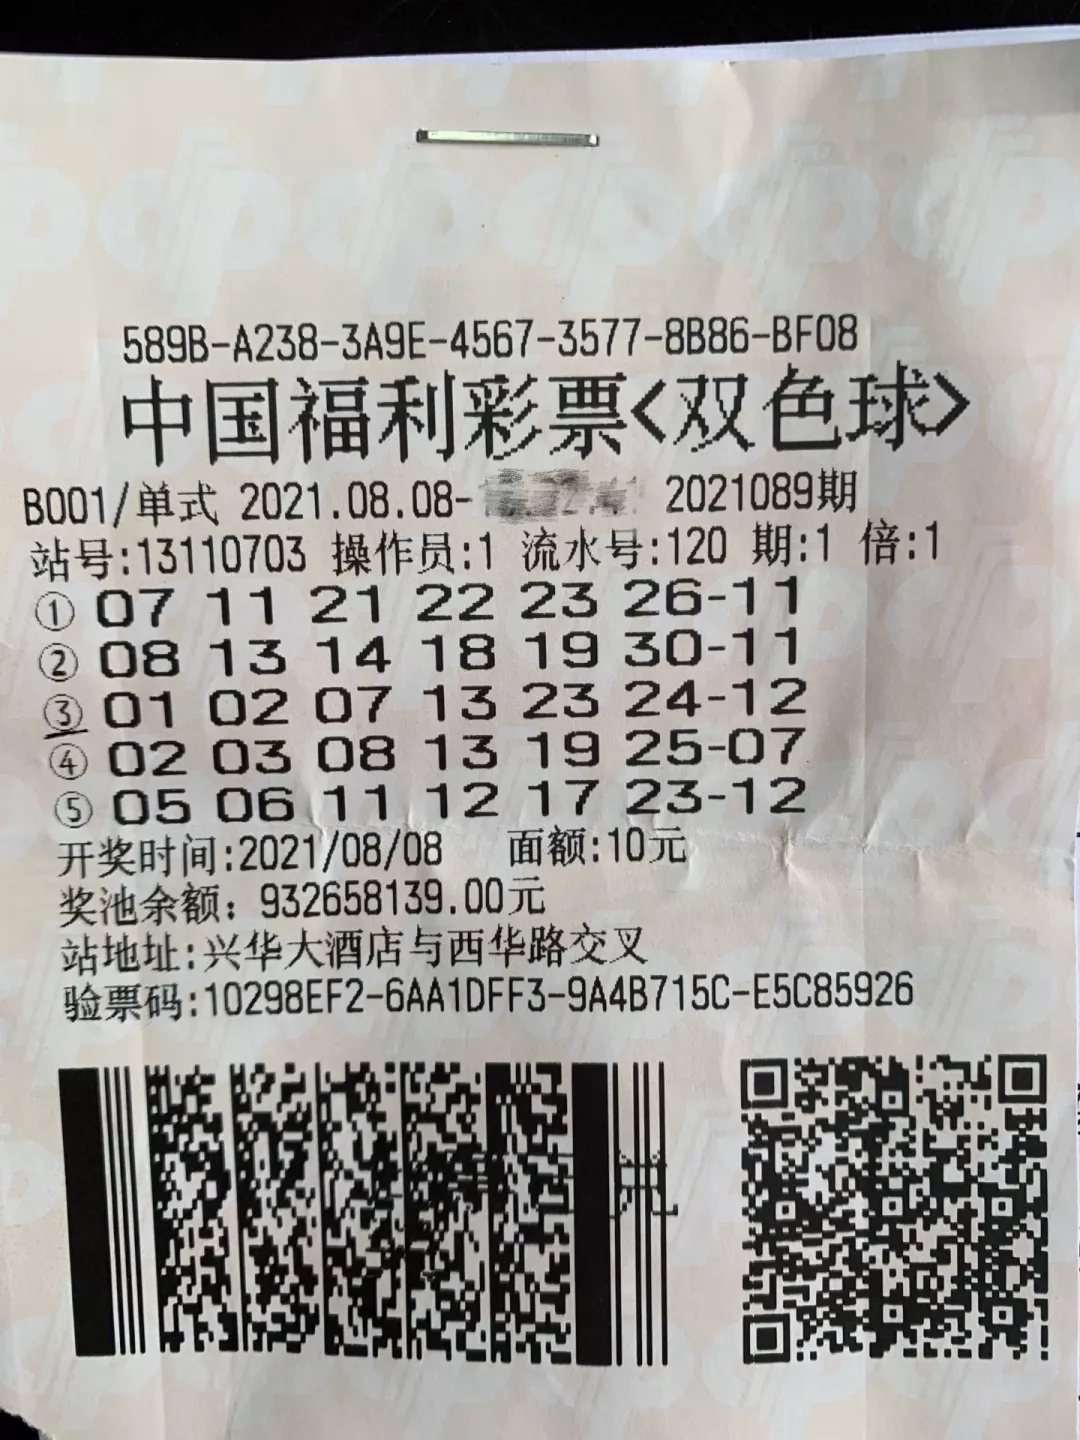 589B-A238-3A9E-4567-3577-8B86-BF08
中国福利彩票<双色球>
B001/单式 2021.08.08- 2021089期
站号:13110703 操作员:1 流水号:120 期:1 倍:1
① 07 11 21 22 23 26-11
② 08 13 14 18 19 30-11
③ 01 02 07 13 23 24-12
④ 02 03 08 13 19 25-07
⑤ 05 06 11 12 17 23-12
开奖时间:2021/08/08 面额:10元
奖池余额：932658139.00元
站地址:兴华大酒店与西华路交叉
验票码:10298EF2-6AA1DFF3-9A4B715C-E5C85926